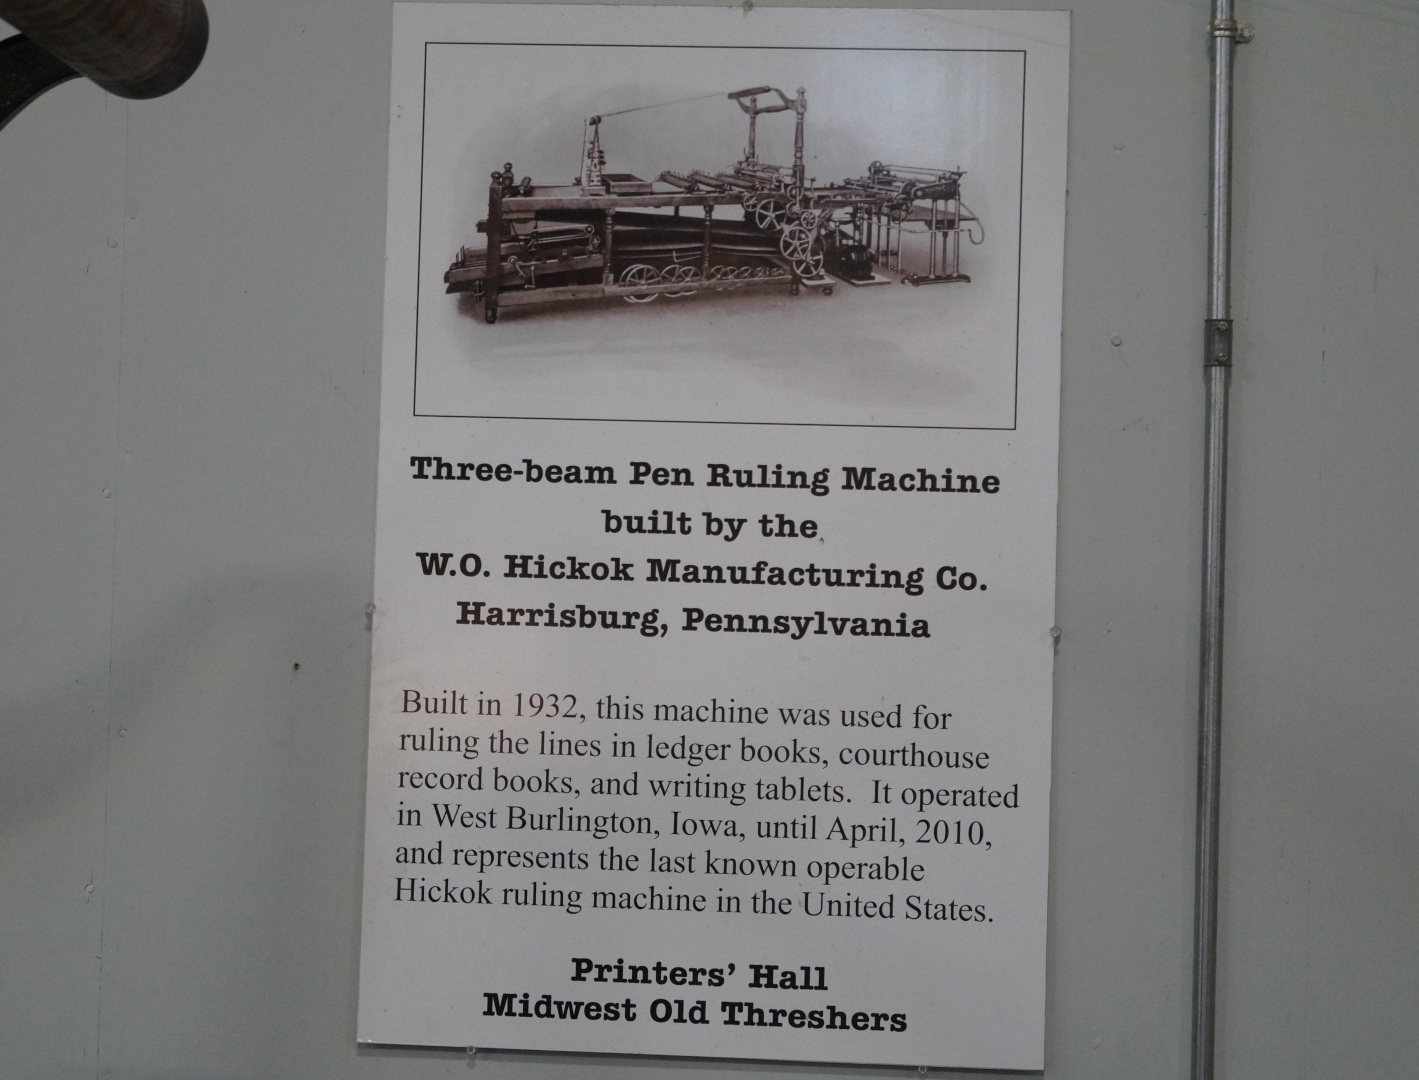 Three-beam Pen Ruling Machine
built by the
W.O. Hickok Manufacturing Co.
Harrisburg, Pennsylvania
Built in 1932, this machine was used for
ruling the lines in ledger books, courthouse
record books, and writing tablets.  It operated
in West Burlington, Iowa, until April, 2010,
and represents the last known operable
Hickok ruling machine in the United States.
Printers’ Hall
Midwest Old Threshers